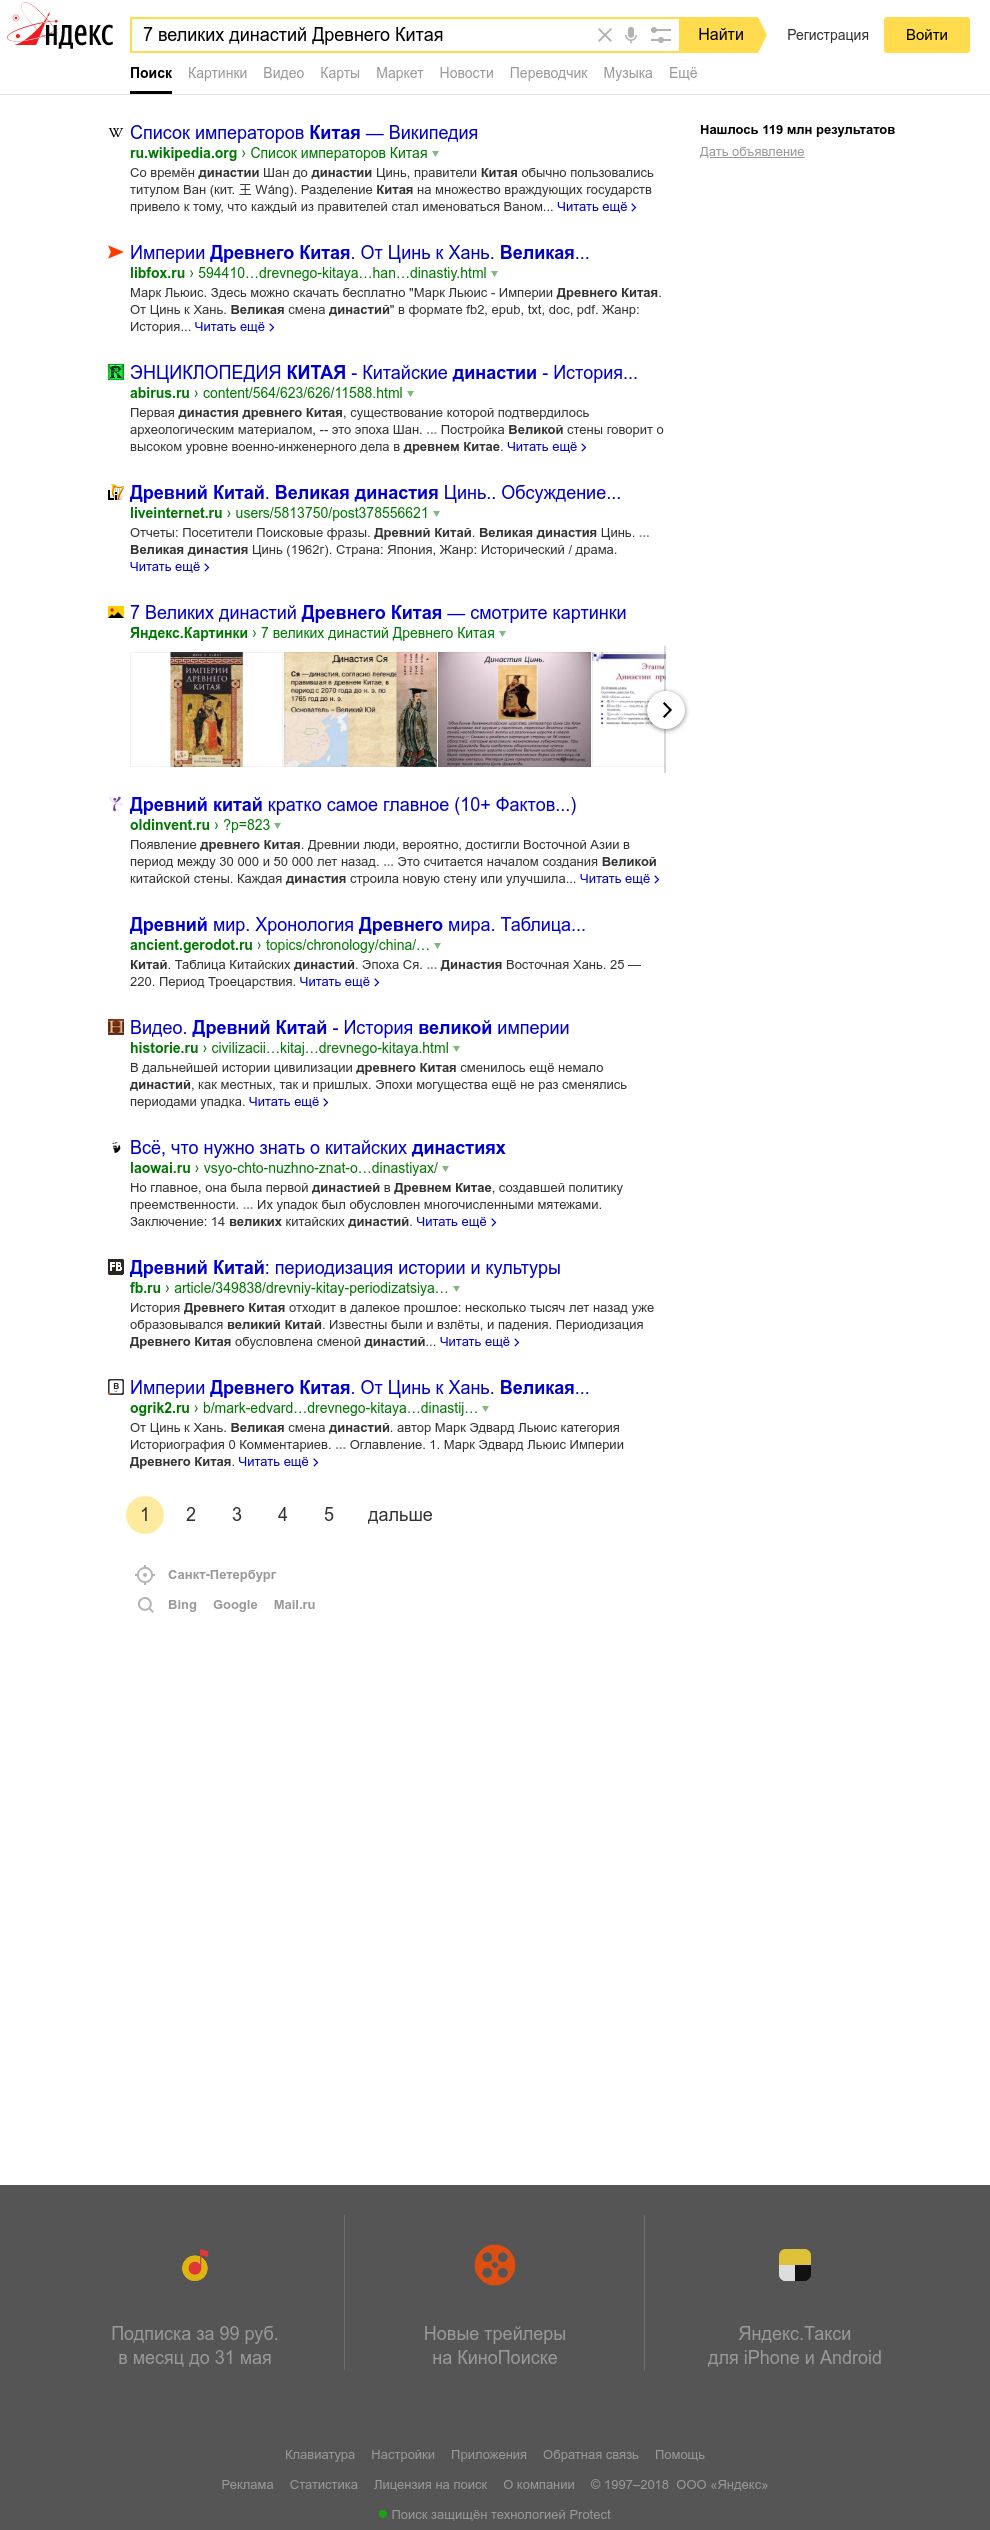 Яндекс
7 великих династий Древнего Китая
Найти
Регистрация
Войти
Поиск Картинки Видео Карты Маркет Новости Переводчик Музыка Ещё
Нашлось 119 млн результатов
Дать объявление
Список императоров Китая — Википедия
ru.wikipedia.org › Список императоров Китая
Со времён династии Шан до династии Цинь, правители Китая обычно пользовались
титулом Ван (кит. 王 Wáng). Разделение Китая на множество враждующих государств
привело к тому, что каждый из правителей стал именоваться Ваном... Читать ещё
Империи Древнего Китая. От Цинь к Хань. Великая...
libfox.ru › 594410…drevnego-kitaya…han…dinastiy.html
Марк Льюис. Здесь можно скачать бесплатно "Марк Льюис - Империи Древнего Китая.
От Цинь к Хань. Великая смена династий" в формате fb2, epub, txt, doc, pdf. Жанр:
История... Читать ещё
ЭНЦИКЛОПЕДИЯ КИТАЯ - Китайские династии - История...
abirus.ru › content/564/623/626/11588.html
Первая династия древнего Китая, существование которой подтвердилось
археологическим материалом, -- это эпоха Шан. ... Постройка Великой стены говорит о
высоком уровне военно-инженерного дела в древнем Китае. Читать ещё
Древний Китай. Великая династия Цинь.. Обсуждение...
liveinternet.ru › users/5813750/post378556621
Отчеты: Посетители Поисковые фразы. Древний Китай. Великая династия Цинь. ...
Великая династия Цинь (1962г). Страна: Япония, Жанр: Исторический / драма.
Читать ещё
7 Великих династий Древнего Китая — смотрите картинки
Яндекс.Картинки › 7 великих династий Древнего Китая
ИМПЕРИИ
ДРЕВНЕГО
КИТАЯ
Династия Ся
Ся —династия, согласно легенде
правившая в древнем Китае, в
период с 2070 года до н. э. по
1765 год до н. э.
Основатель – Великий Юй
Династия Цинь.
Этапы
Династии пр
Древний китай кратко самое главное (10+ Фактов...)
oldinvent.ru › ?p=823
Появление древнего Китая. Древнии люди, вероятно, достигли Восточной Азии в
период между 30 000 и 50 000 лет назад. ... Это считается началом создания Великой
китайской стены. Каждая династия строила новую стену или улучшила... Читать ещё
Древний мир. Хронология Древнего мира. Таблица...
ancient.gerodot.ru › topics/chronology/china/…
Китай. Таблица Китайских династий. Эпоха Ся. ... Династия Восточная Хань. 25 —
220. Период Троецарствия. Читать ещё
Видео. Древний Китай - История великой империи
historie.ru › civilizacii…kitaj…drevnego-kitaya.html
В дальнейшей истории цивилизации древнего Китая сменилось ещё немало
династий, как местных, так и пришлых. Эпохи могущества ещё не раз сменялись
периодами упадка. Читать ещё
Всё, что нужно знать о китайских династиях
laowai.ru › vsyo-chto-nuzhno-znat-o…dinastiyax/
Но главное, она была первой династией в Древнем Китае, создавшей политику
преемственности. ... Их упадок был обусловлен многочисленными мятежами.
Заключение: 14 великих китайских династий. Читать ещё
FB
Древний Китай: периодизация истории и культуры
fb.ru › article/349838/drevniy-kitay-periodizatsiya…
История Древнего Китая отходит в далекое прошлое: несколько тысяч лет назад уже
образовывался великий Китай. Известны были и взлёты, и падения. Периодизация
Древнего Китая обусловлена сменой династий... Читать ещё
B
Империи Древнего Китая. От Цинь к Хань. Великая...
ogrik2.ru › b/mark-edvard…drevnego-kitaya…dinastij…
От Цинь к Хань. Великая смена династий. автор Марк Эдвард Льюис категория
Историография 0 Комментариев. ... Оглавление. 1. Марк Эдвард Льюис Империи
Древнего Китая. Читать ещё
1 2 3 4 5 дальше
Санкт-Петербург
Bing Google Mail.ru
Подписка за 99 руб.
в месяц до 31 мая
Новые трейлеры
на КиноПоиске
Яндекс.Такси
для iPhone и Android
Клавиатура Настройки Приложения Обратная связь Помощь
Реклама Статистика Лицензия на поиск О компании © 1997–2018 ООО «Яндекс»
Поиск защищён технологией Protect